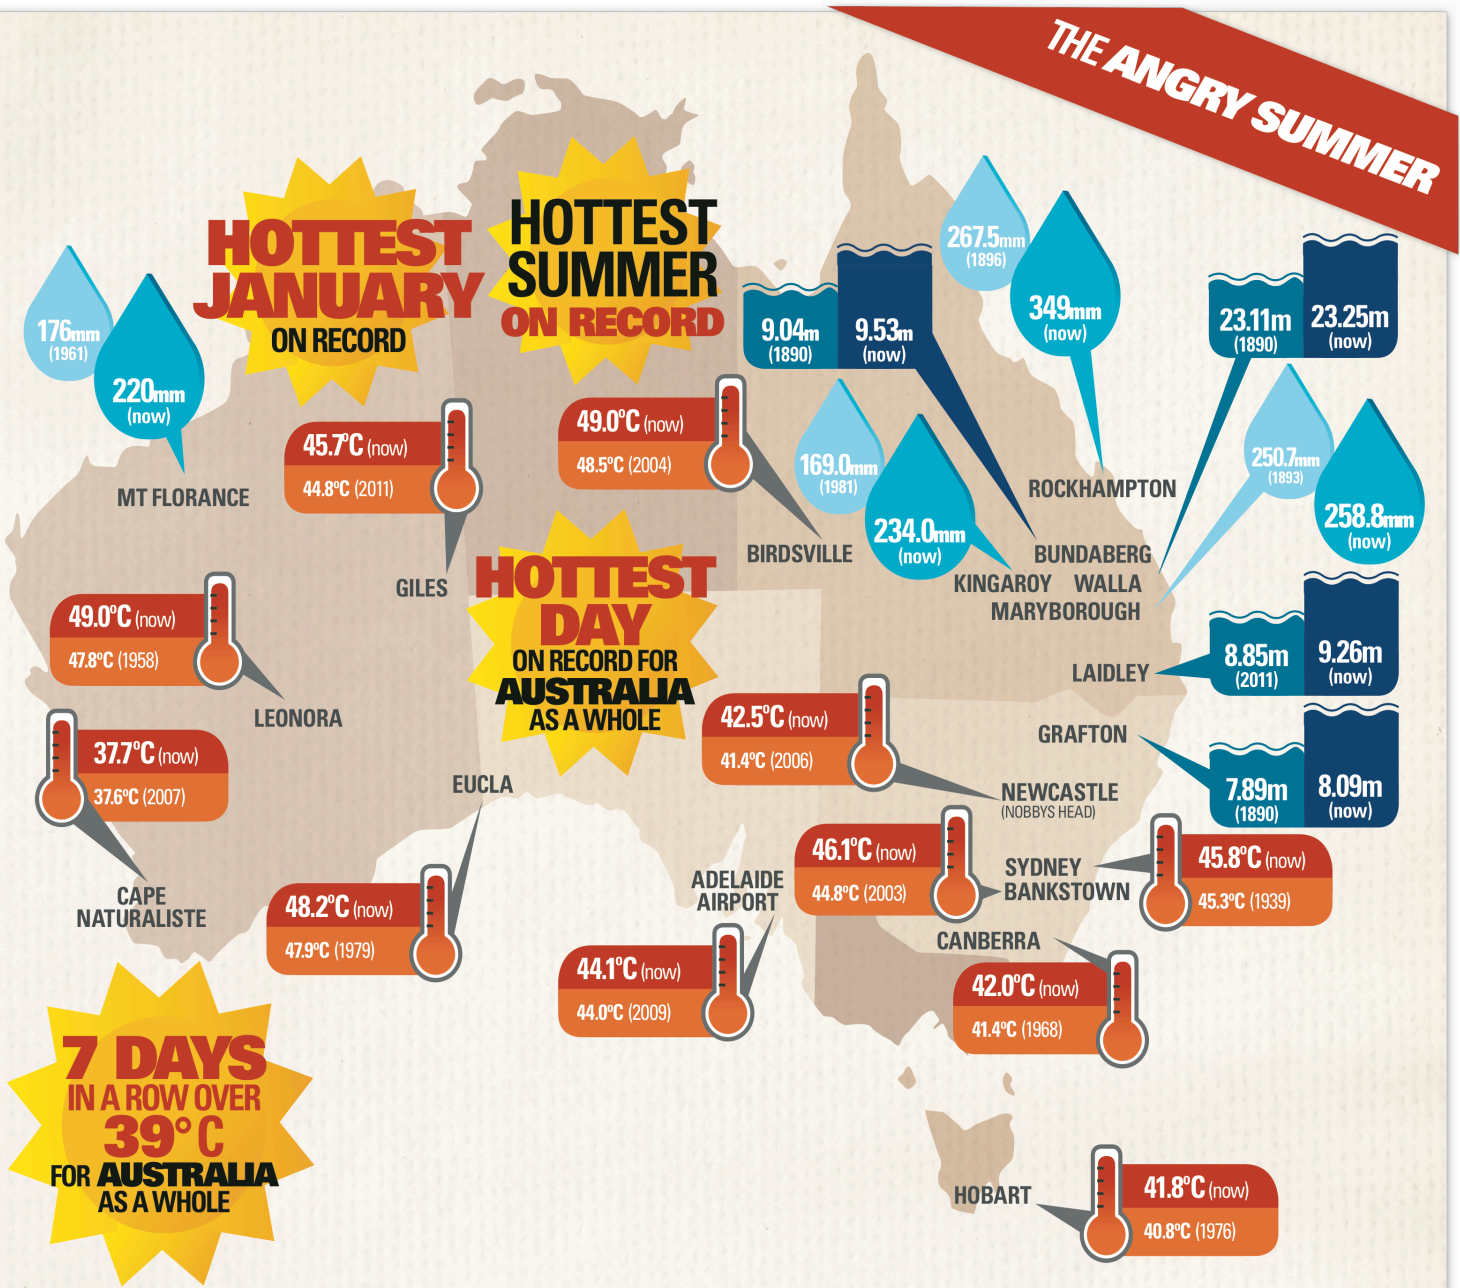 THE ANGRY SUMMER
HOTTEST
JANUARY
ON RECORD
HOTTEST
SUMMER
ON RECORD
267.5mm
(1896)
349mm
(now)
ROCKHAMPTON
176mm
(1961)
220mm
(now)
MT FLORANCE
9.04m
(1890)
9.53m
(now)
BUNDABERG
23.11m
(1890)
23.25m
(now)
WALLA
45.7°C (now)
44.8°C (2011)
GILES
49.0°C (now)
48.5°C (2004)
BIRDSVILLE
169.0mm
(1981)
234.0mm
(now)
KINGAROY
250.7mm
(1893)
258.8mm
(now)
MARYBOROUGH
HOTTEST
DAY
ON RECORD FOR
AUSTRALIA
AS A WHOLE
49.0°C (now)
47.8°C (1958)
LEONORA
8.85m
(2011)
9.26m
(now)
LAIDLEY
37.7°C (now)
37.6°C (2007)
CAPE
NATURALISTE
42.5°C (now)
41.4°C (2006)
NEWCASTLE
(NOBBYS HEAD)
GRAFTON
7.89m
(1890)
8.09m
(now)
EUCLA
48.2°C (now)
47.9°C (1979)
ADELAIDE
AIRPORT
44.1°C (now)
44.0°C (2009)
46.1°C (now)
44.8°C (2003)
SYDNEY
BANKSTOWN
45.8°C (now)
45.3°C (1939)
CANBERRA
42.0°C (now)
41.4°C (1968)
7 DAYS
IN A ROW OVER
39°C
FOR AUSTRALIA
AS A WHOLE
HOBART
41.8°C (now)
40.8°C (1976)